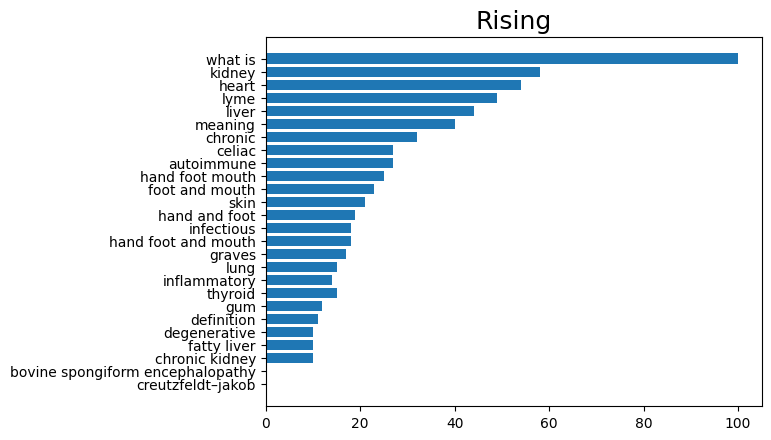 Rising
what is
kidney
heart
lyme
liver
meaning
chronic
celiac
autoimmune
hand foot mouth
foot and mouth
skin
hand and foot
infectious
hand foot and mouth
graves
lung
inflammatory
thyroid
gum
definition
degenerative
fatty liver
chronic kidney
bovine spongiform encephalopathy
creutzfeldt–jakob
0 20 40 60 80 100